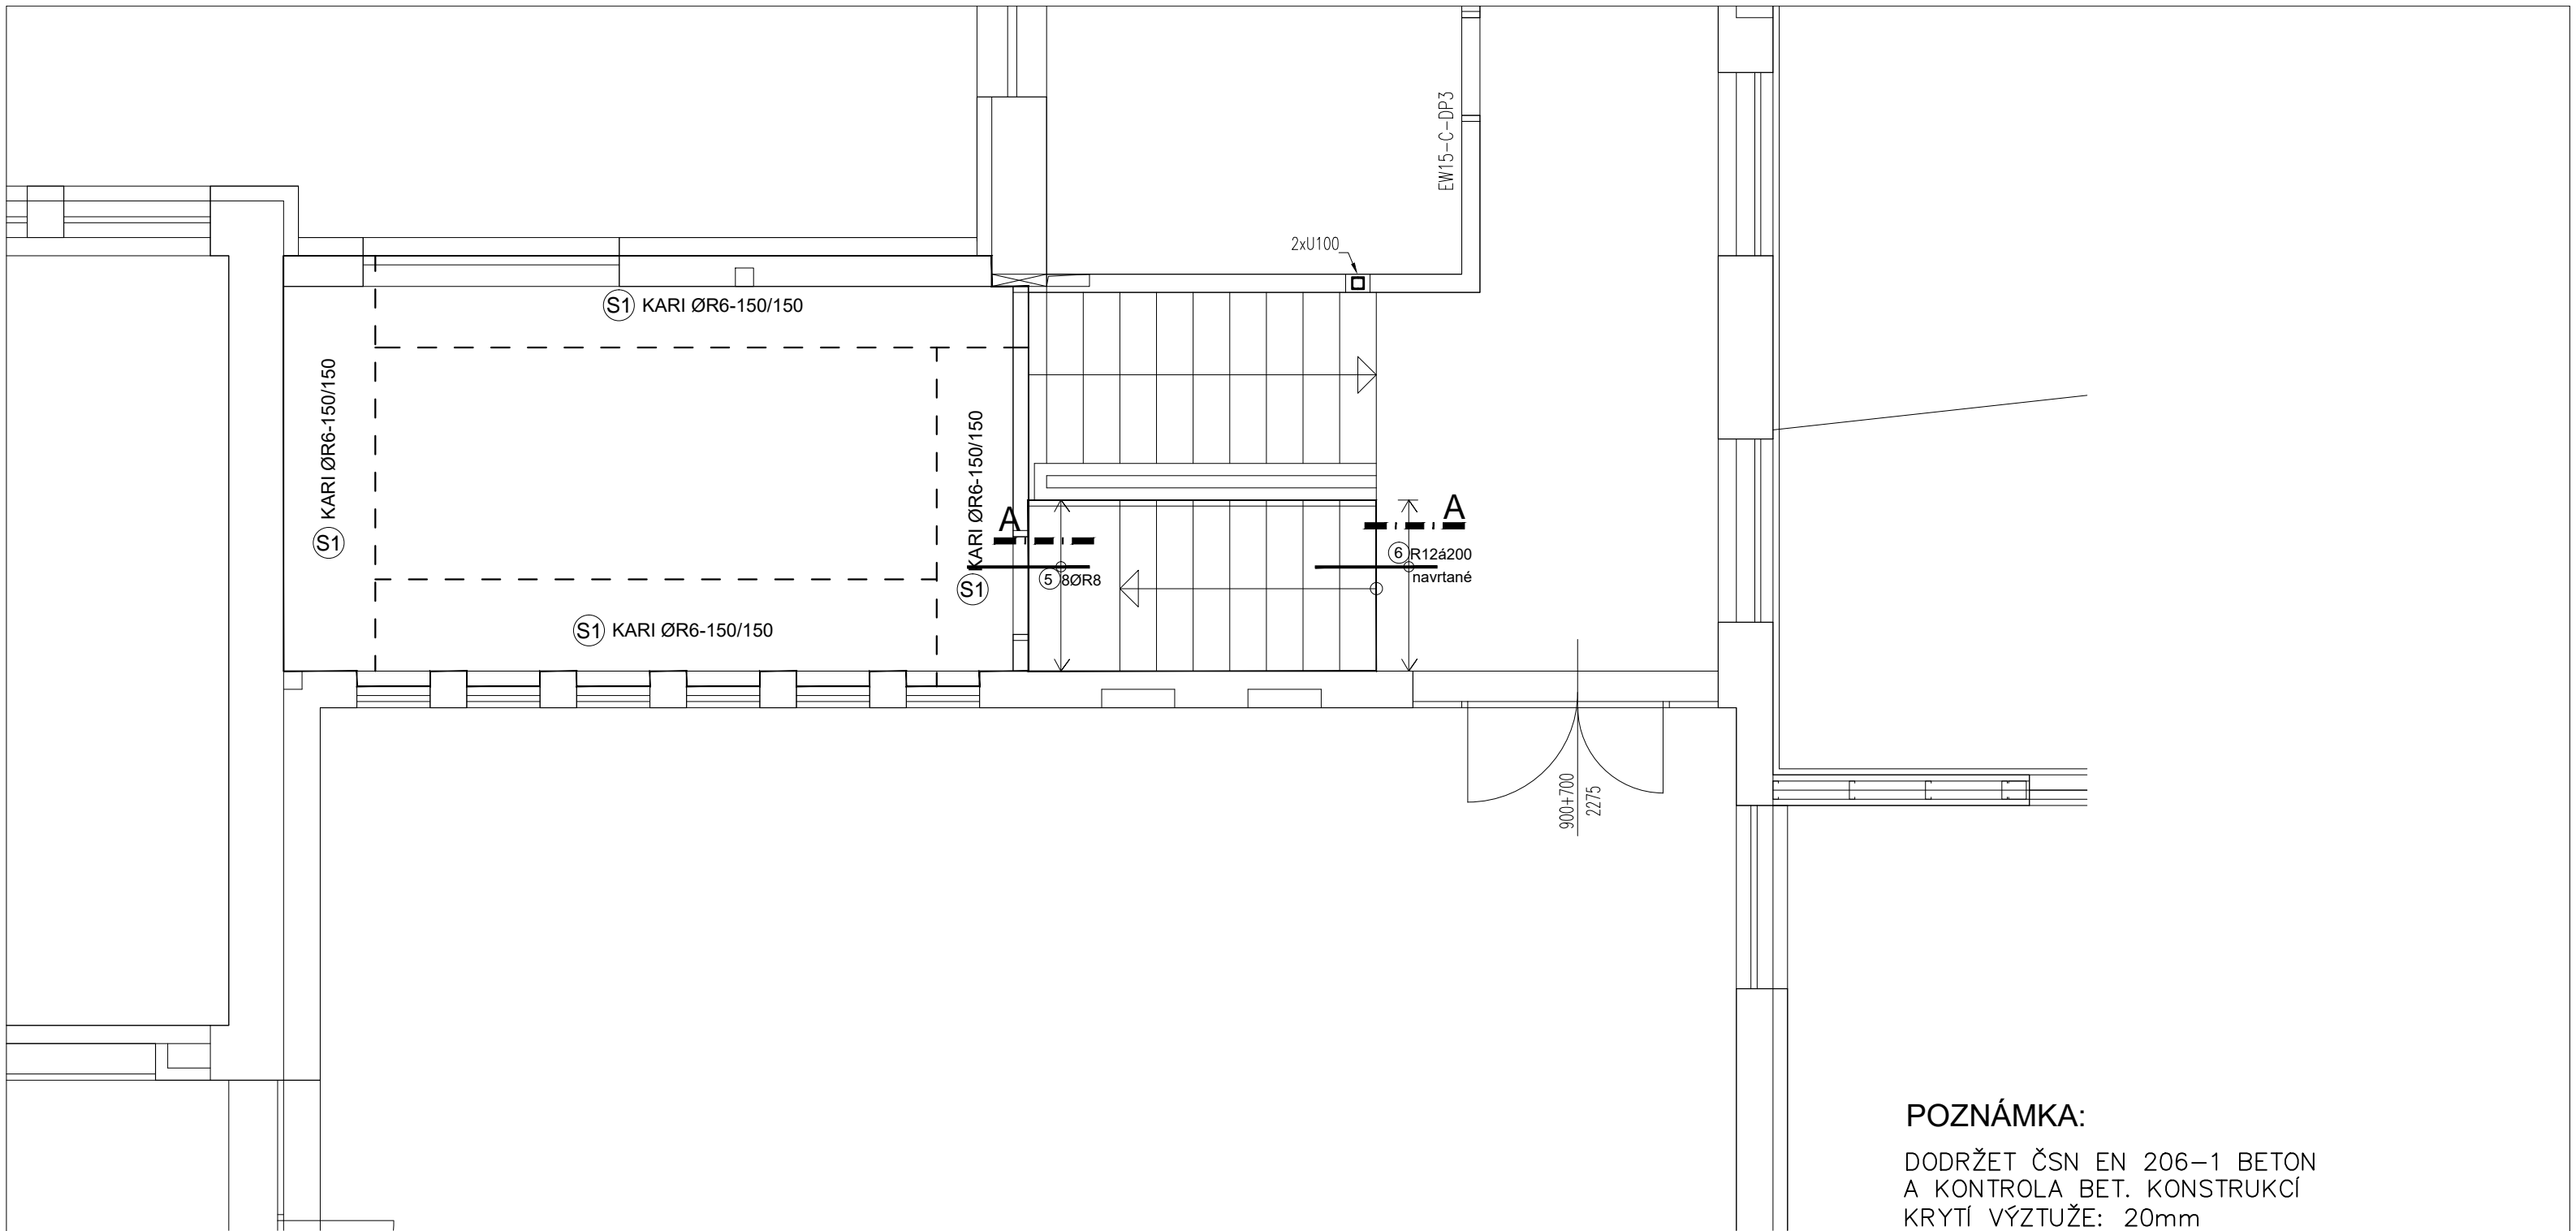 EW15-C-DP3
2xU100
S1 KARI ØR6-150/150
S1 KARI ØR6-150/150
S1 KARI ØR6-150/150
A
A
6 R12á200
navrtané
5 8ØR8
S1 KARI ØR6-150/150
900+700
2275
POZNÁMKA:
DODRŽET ČSN EN 206-1 BETON
A KONTROLA BET. KONSTRUKCÍ
KRYTÍ VÝZTUŽE: 20mm